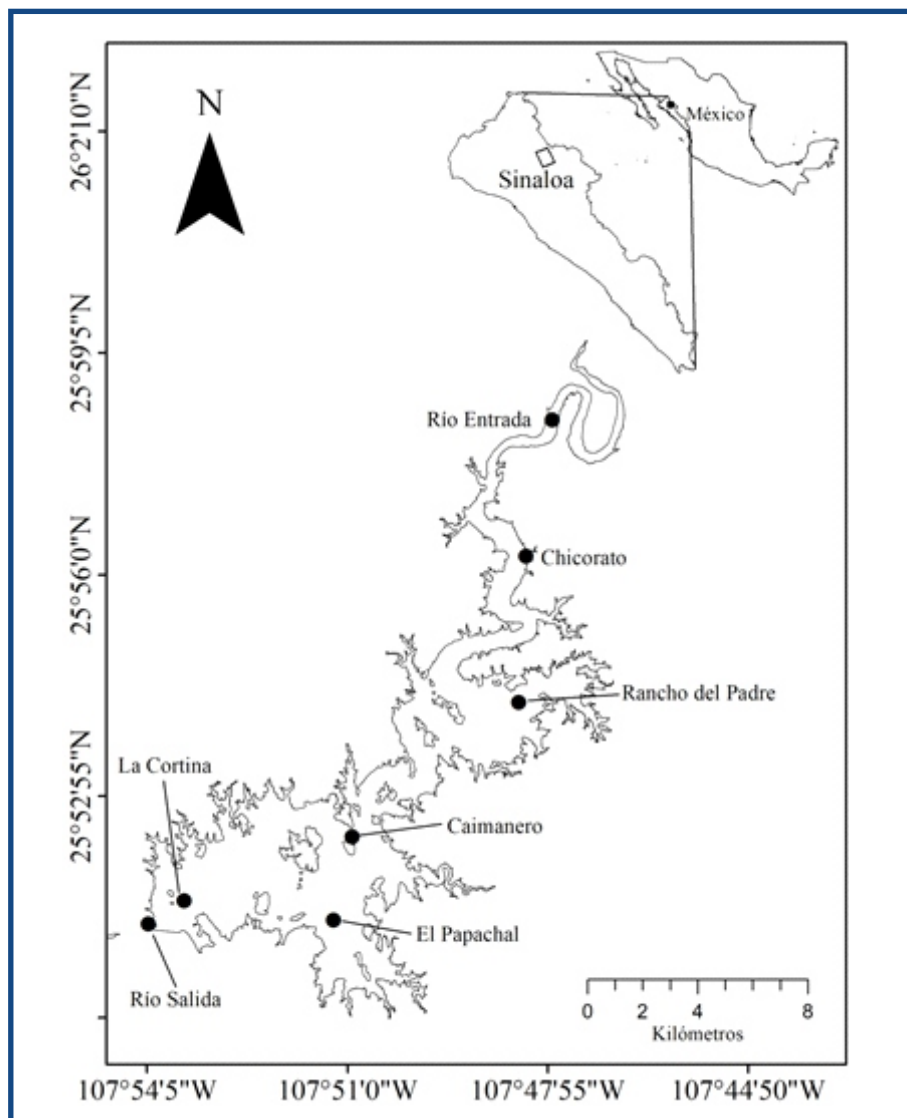 N
México
Sinaloa
26°2'10"N
25°59'5"N
25°56'0"N
25°52'55"N
Río Entrada
Chicorato
Rancho del Padre
La Cortina
Caimanero
El Papachal
Río Salida
0 2 4 8
Kilómetros
107°54'5"W 107°51'0"W 107°47'55"W 107°44'50"W